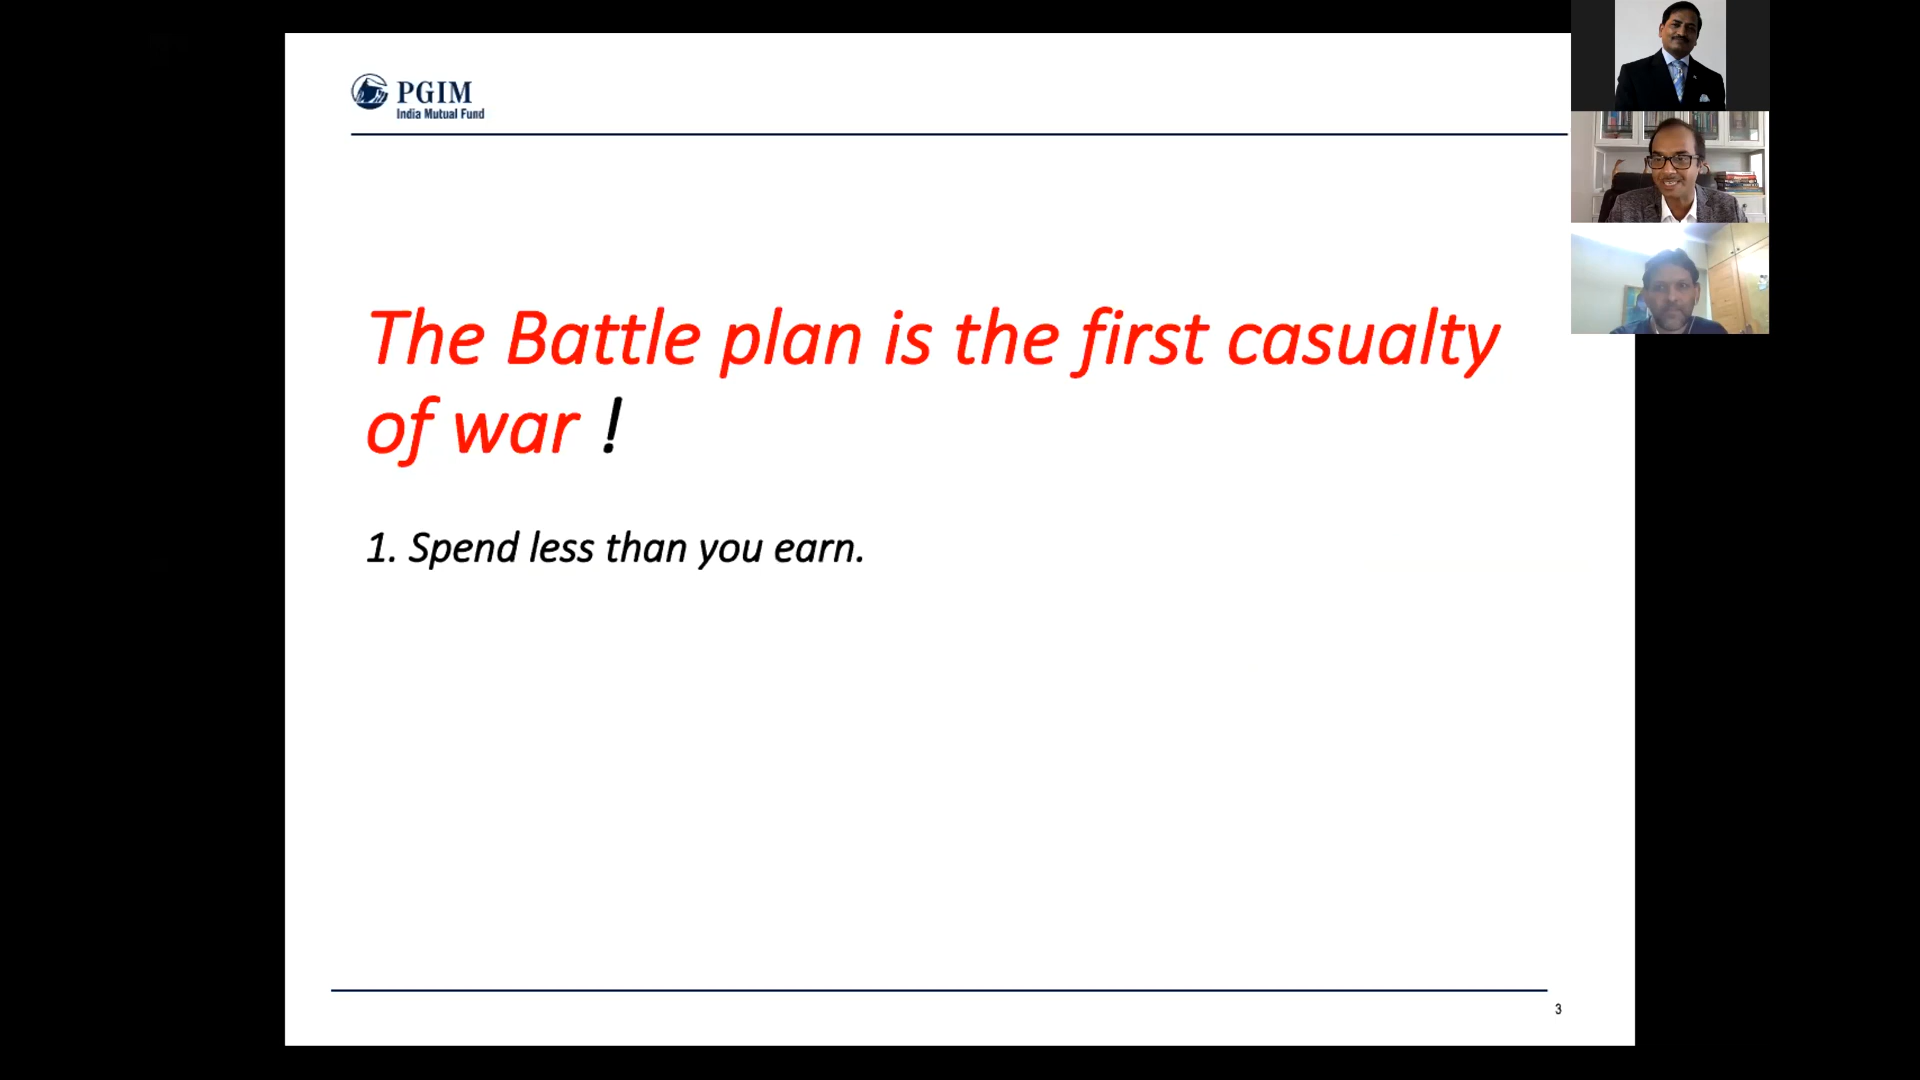 PGIM
India Mutual Fund
The Battle plan is the first casualty
of war !
1. Spend less than you earn.
3